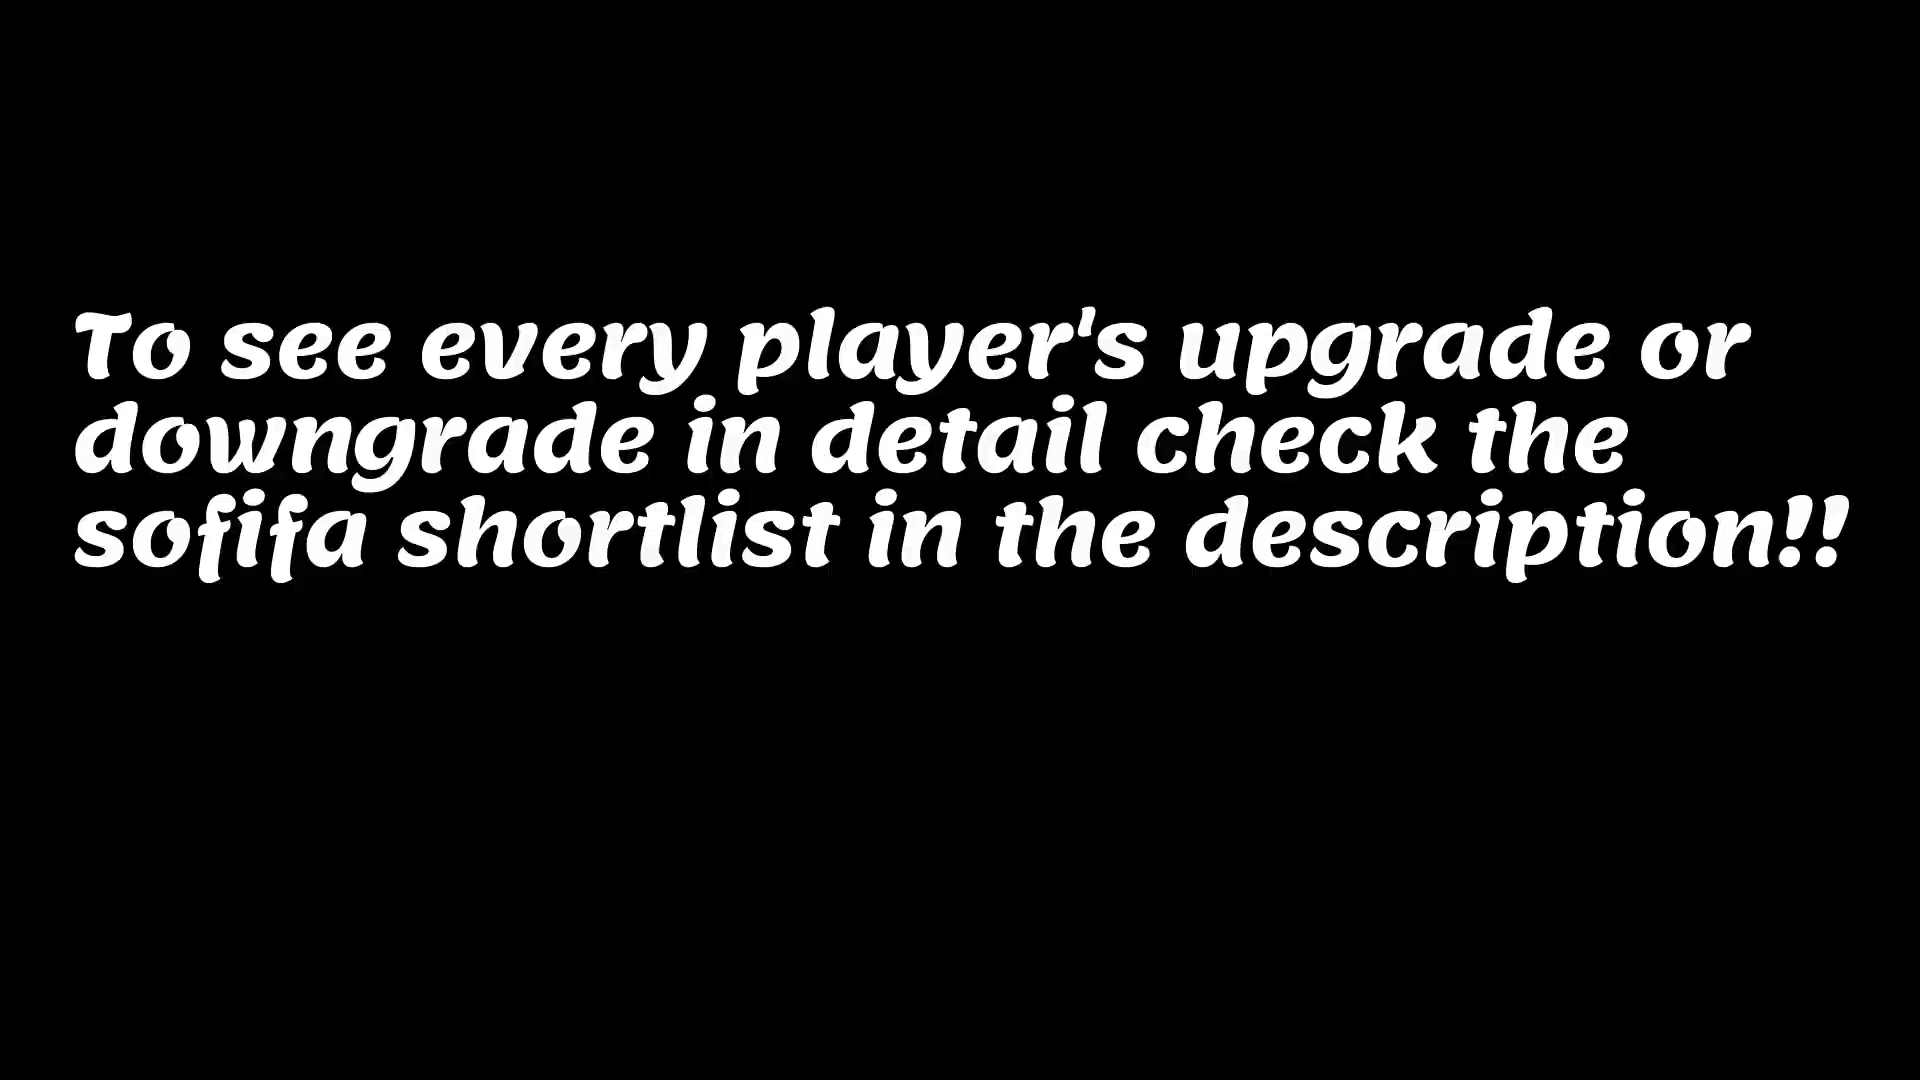 To see every player's upgrade or
downgrade in detail check the
sofifa shortlist in the description!!